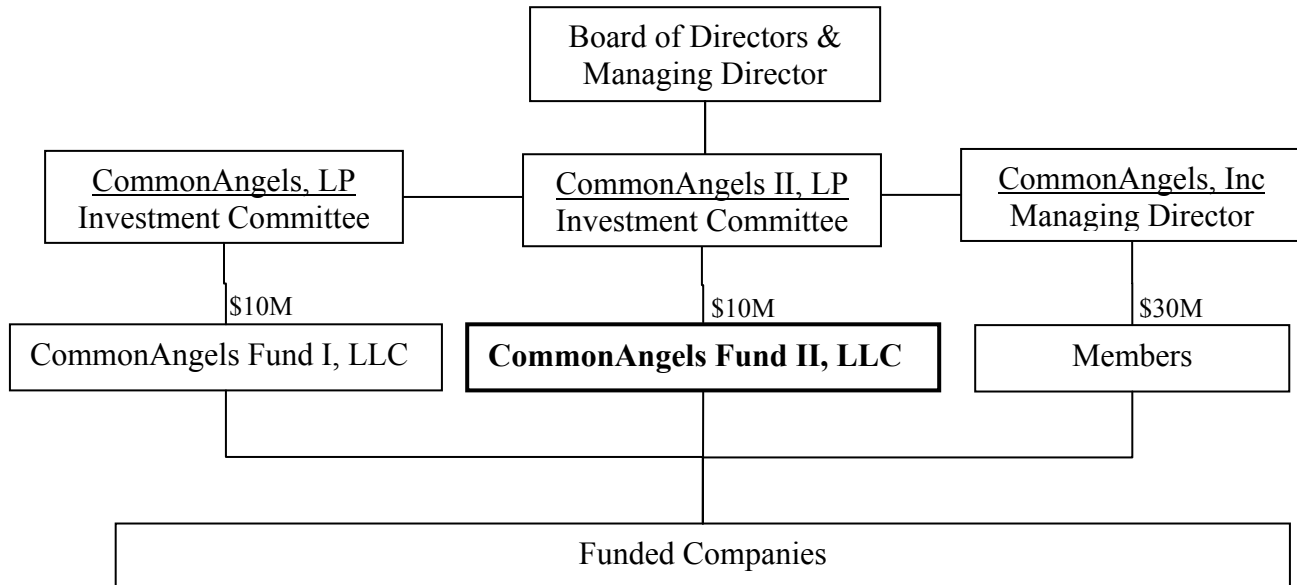 Board of Directors &
Managing Director
CommonAngels, LP
Investment Committee
CommonAngels II, LP
Investment Committee
CommonAngels, Inc
Managing Director
$10M
$10M
$30M
CommonAngels Fund I, LLC
CommonAngels Fund II, LLC
Members
Funded Companies